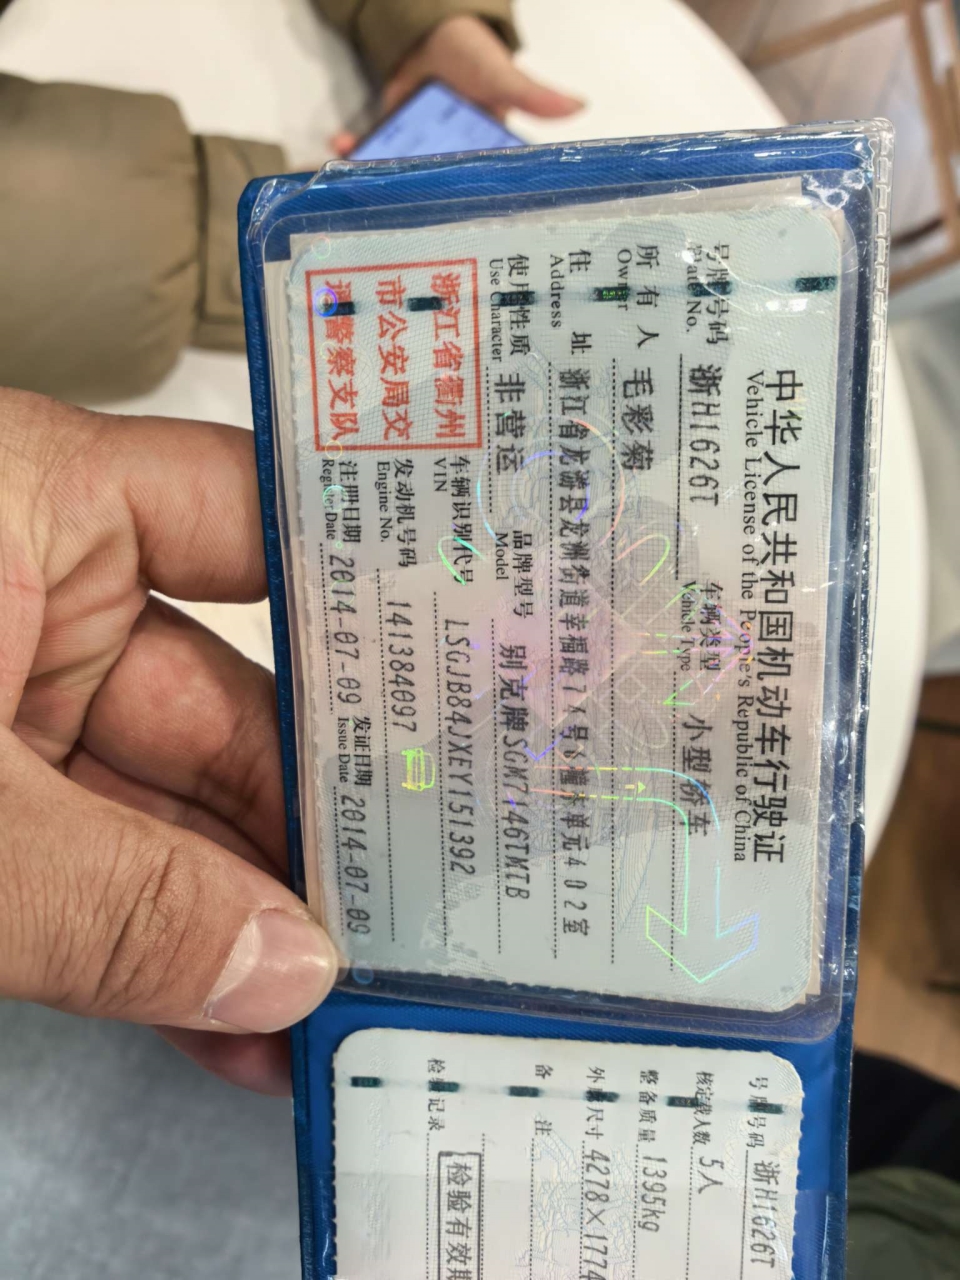 中华人民共和国机动车行驶证
Vehicle License of the People's Republic of China
号牌号码 浙H1626T 车辆类型 小型轿车
Plate No. Vehicle Type
所有人 毛彩菊
Owner
住址 浙江省龙游县龙洲街道幸福路74号 单元402室
Address
使用性质 非营运 品牌型号 别克牌SGM7146TMTB
Use Character Model
浙江省衢州
市公安局交
通警察支队
车辆识别代号 LSGJB84JXEY151392
VIN
发动机号码 141384097
Engine No.
注册日期 2014-07-09 发证日期 2014-07-09
Register Date Issue Date
号牌号码 浙H1626T
核定载人数 5人
整备质量 1395kg
外廓尺寸 4278×1774
备注
检验记录
检验有效期